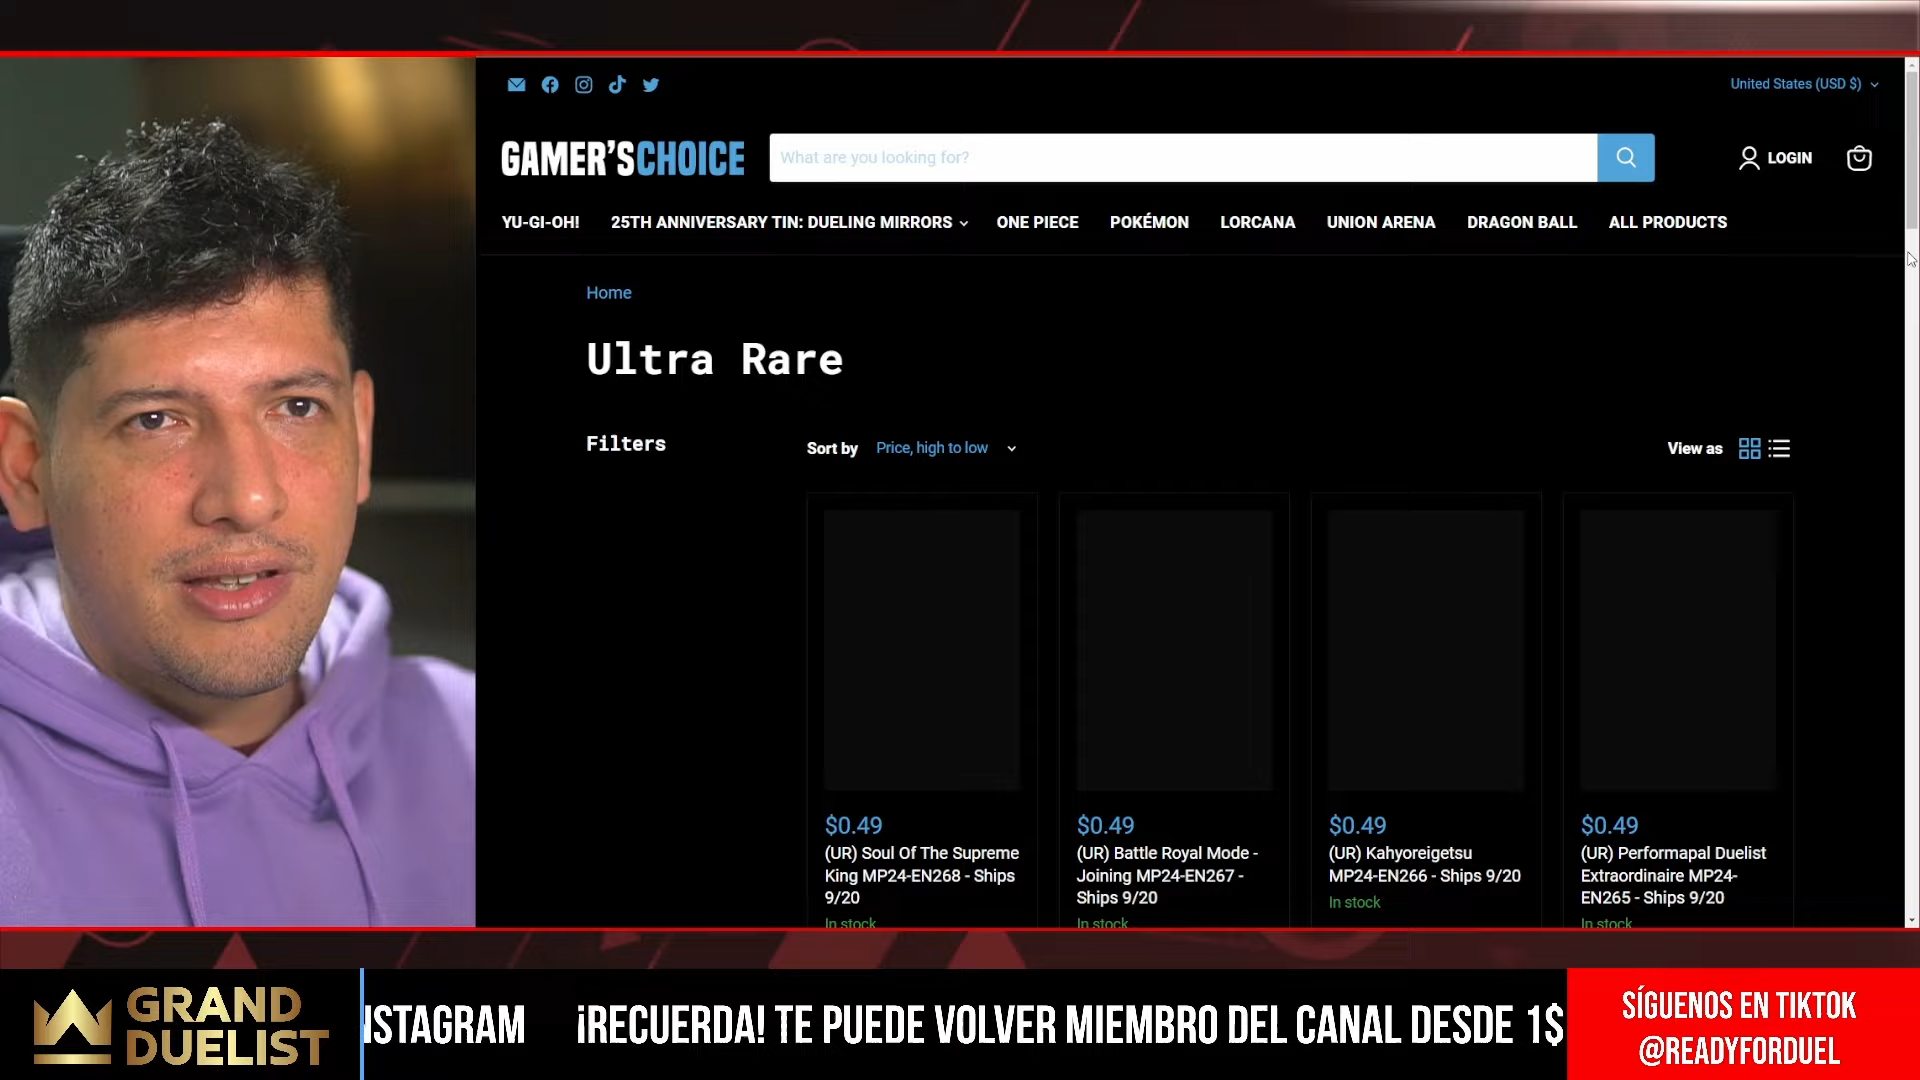 United States (USD $)
GAMER'SCHOICE
What are you looking for?
LOGIN
YU-GI-OH!
25TH ANNIVERSARY TIN: DUELING MIRRORS
ONE PIECE
POKÉMON
LORCANA
UNION ARENA
DRAGON BALL
ALL PRODUCTS
Home
Ultra Rare
Filters
Sort by
Price, high to low
View as
$0.49
(UR) Soul Of The Supreme
King MP24-EN268 - Ships
9/20
In stock
$0.49
(UR) Battle Royal Mode -
Joining MP24-EN267 -
Ships 9/20
In stock
$0.49
(UR) Kahyoreigetsu
MP24-EN266 - Ships 9/20
In stock
$0.49
(UR) Performapal Duelist
Extraordinaire MP24-
EN265 - Ships 9/20
In stock
GRAND
DUELIST
NSTAGRAM
¡RECUERDA! TE PUEDE VOLVER MIEMBRO DEL CANAL DESDE 1$
SÍGUENOS EN TIKTOK
@READYFORDUEL